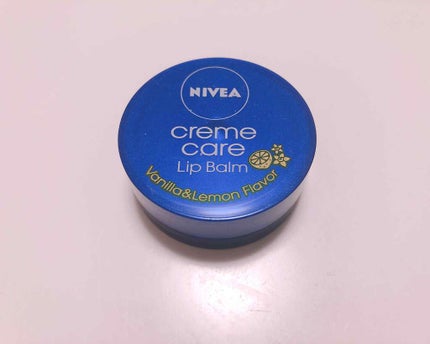 NIVEA
creme
care
Lip Balm
Vanilla&Lemon Flavor